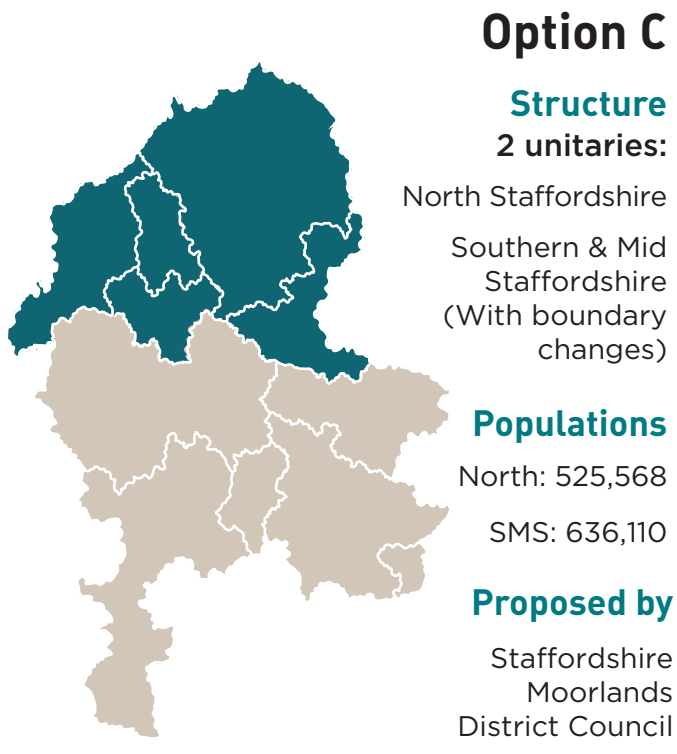 Option C
Structure
2 unitaries:
North Staffordshire
Southern & Mid
Staffordshire
(With boundary
changes)
Populations
North: 525,568
SMS: 636,110
Proposed by
Staffordshire
Moorlands
District Council